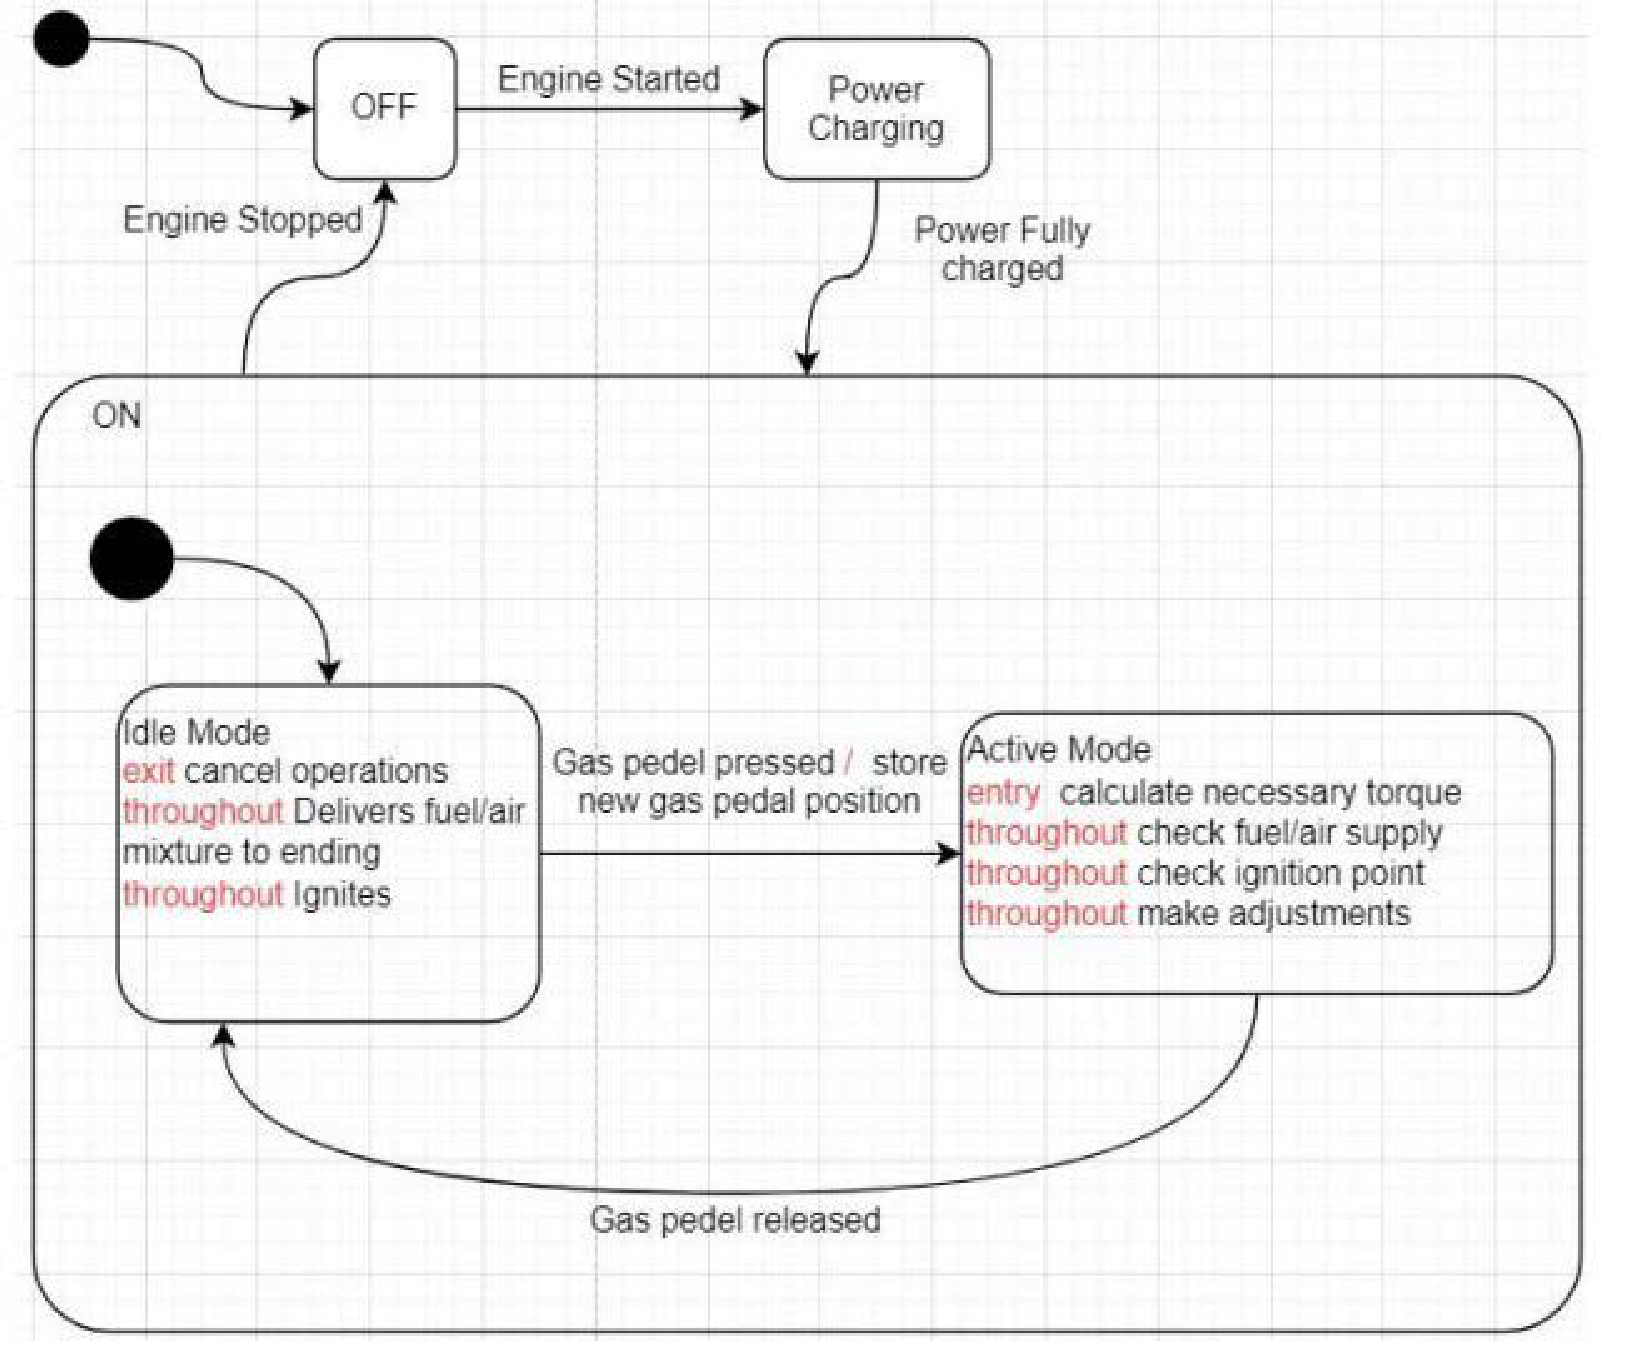 OFF
Engine Started
Power
Charging
Engine Stopped
Power Fully
charged
ON
Idle Mode
exit cancel operations
throughout Delivers fuel/air
mixture to ending
throughout Ignites
Gas pedel pressed / store
new gas pedal position
Active Mode
entry calculate necessary torque
throughout check fuel/air supply
throughout check ignition point
throughout make adjustments
Gas pedel released